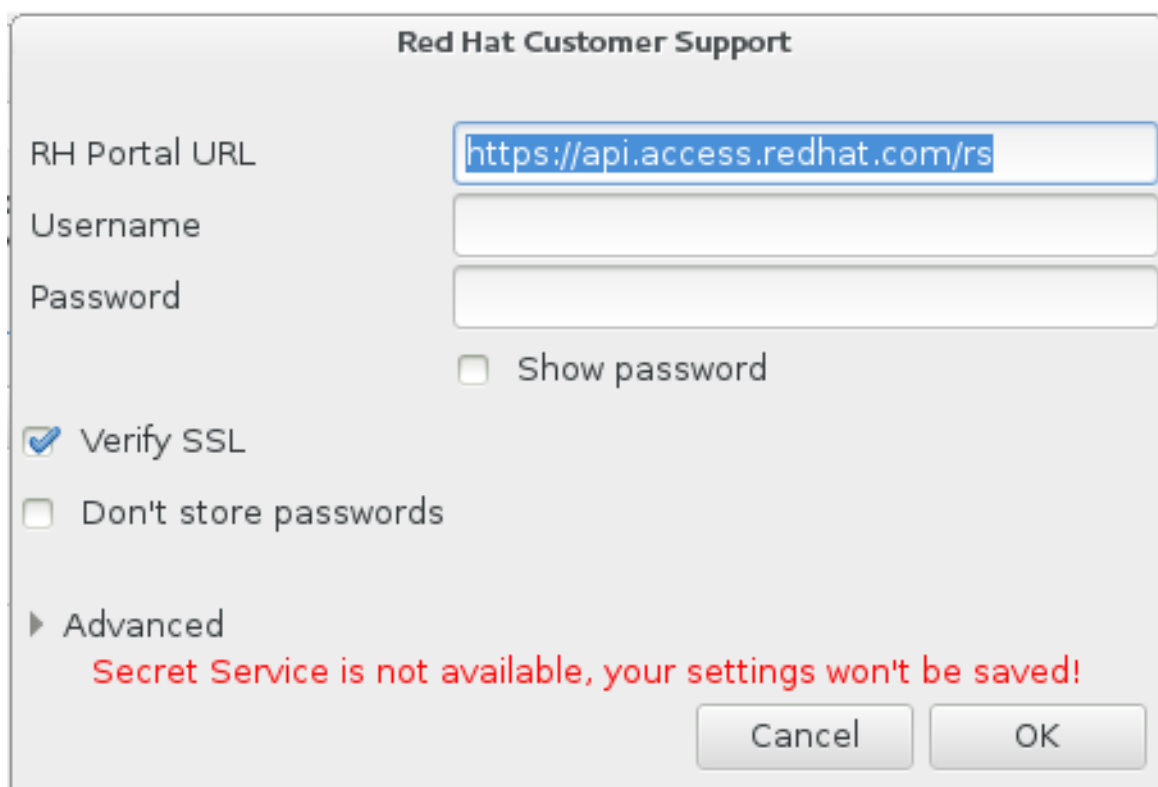 Red Hat Customer Support
RH Portal URL https://api.access.redhat.com/rs
Username
Password
Show password
Verify SSL
Don't store passwords
Advanced
Secret Service is not available, your settings won't be saved!
Cancel OK